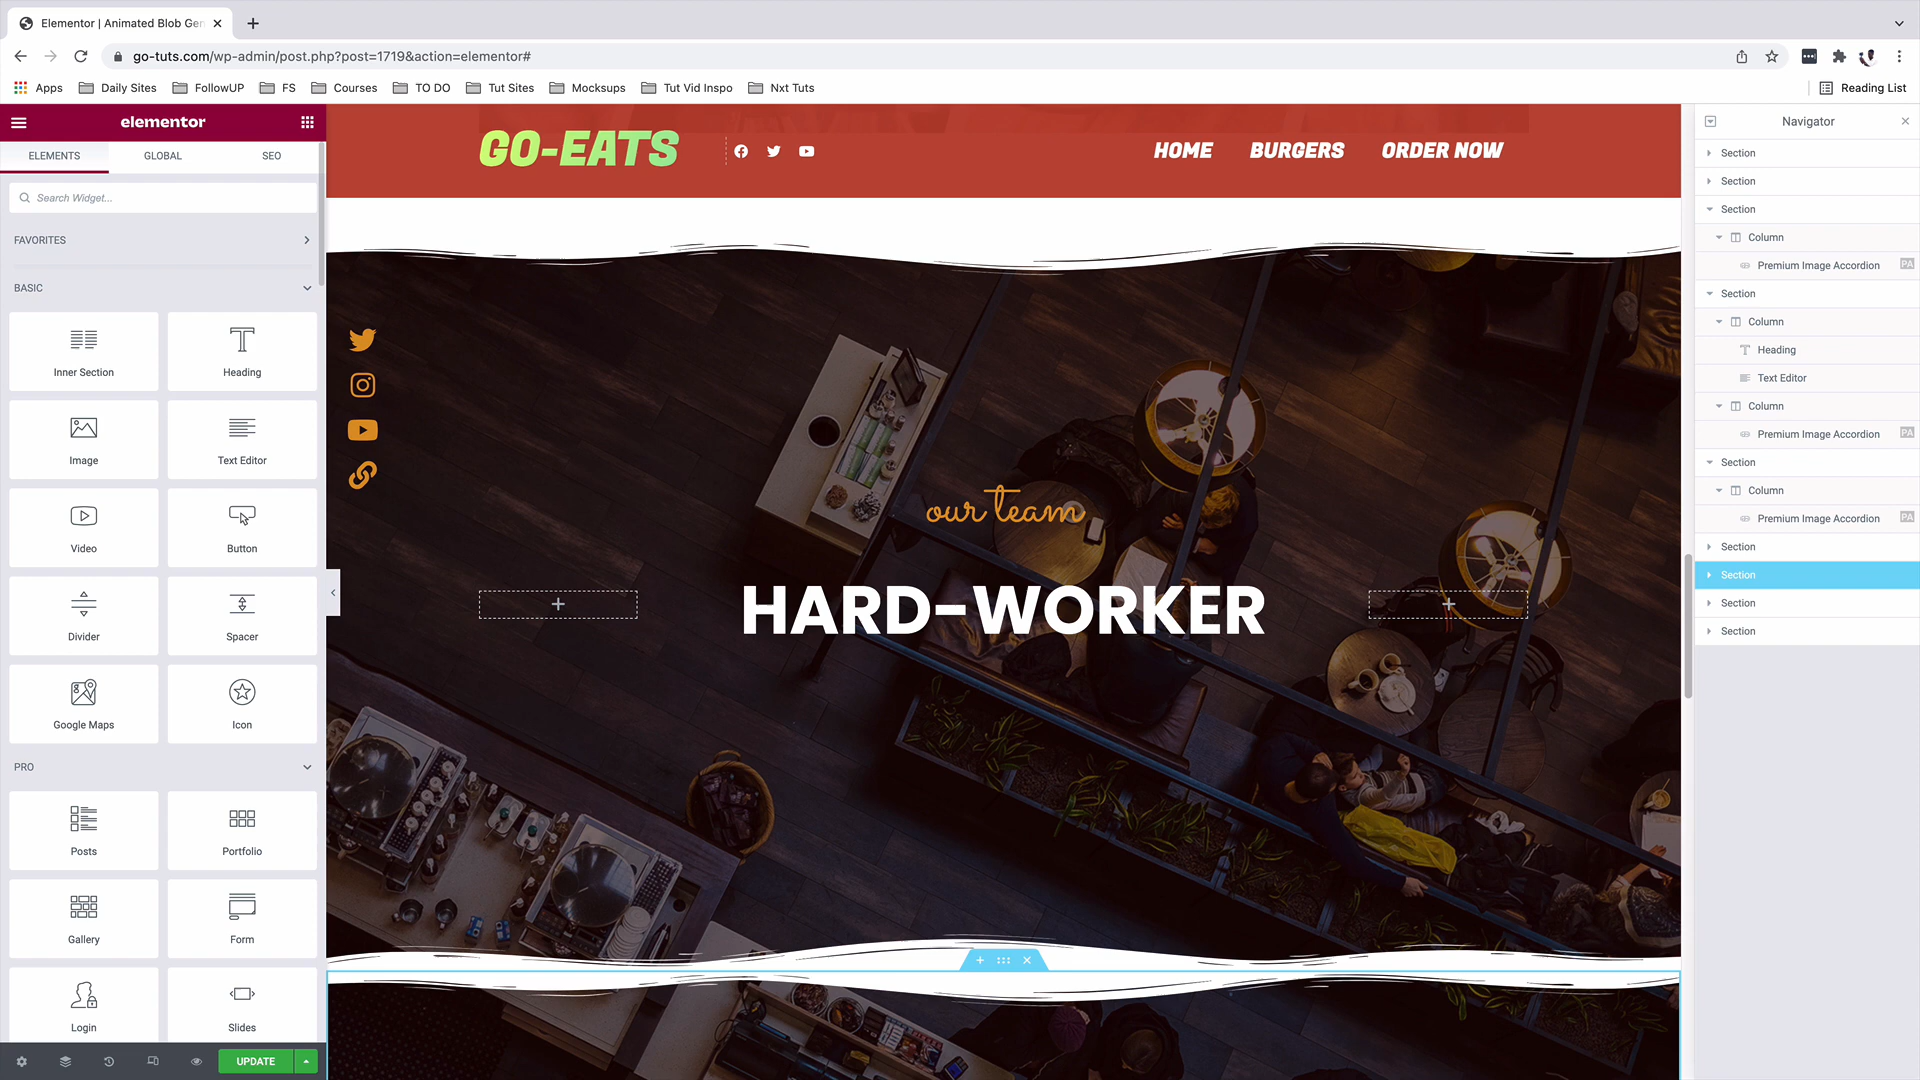 Elementor | Animated Blob Gen
go-tuts.com/wp-admin/post.php?post=1719&action=elementor#
Apps Daily Sites FollowUP FS Courses TO DO Tut Sites Mocksups Tut Vid Inspo Nxt Tuts Reading List
elementor
ELEMENTS GLOBAL SEO
Search Widget...
FAVORITES
BASIC
Inner Section Heading
Image Text Editor
Video Button
Divider Spacer
Google Maps Icon
PRO
Posts Portfolio
Gallery Form
Login Slides
UPDATE
GO-EATS HOME BURGERS ORDER NOW
our team
HARD-WORKER
Navigator
Section
Section
Section
Column
Premium Image Accordion PA
Section
Column
Heading
Text Editor
Column
Premium Image Accordion PA
Section
Column
Premium Image Accordion PA
Section
Section
Section
Section